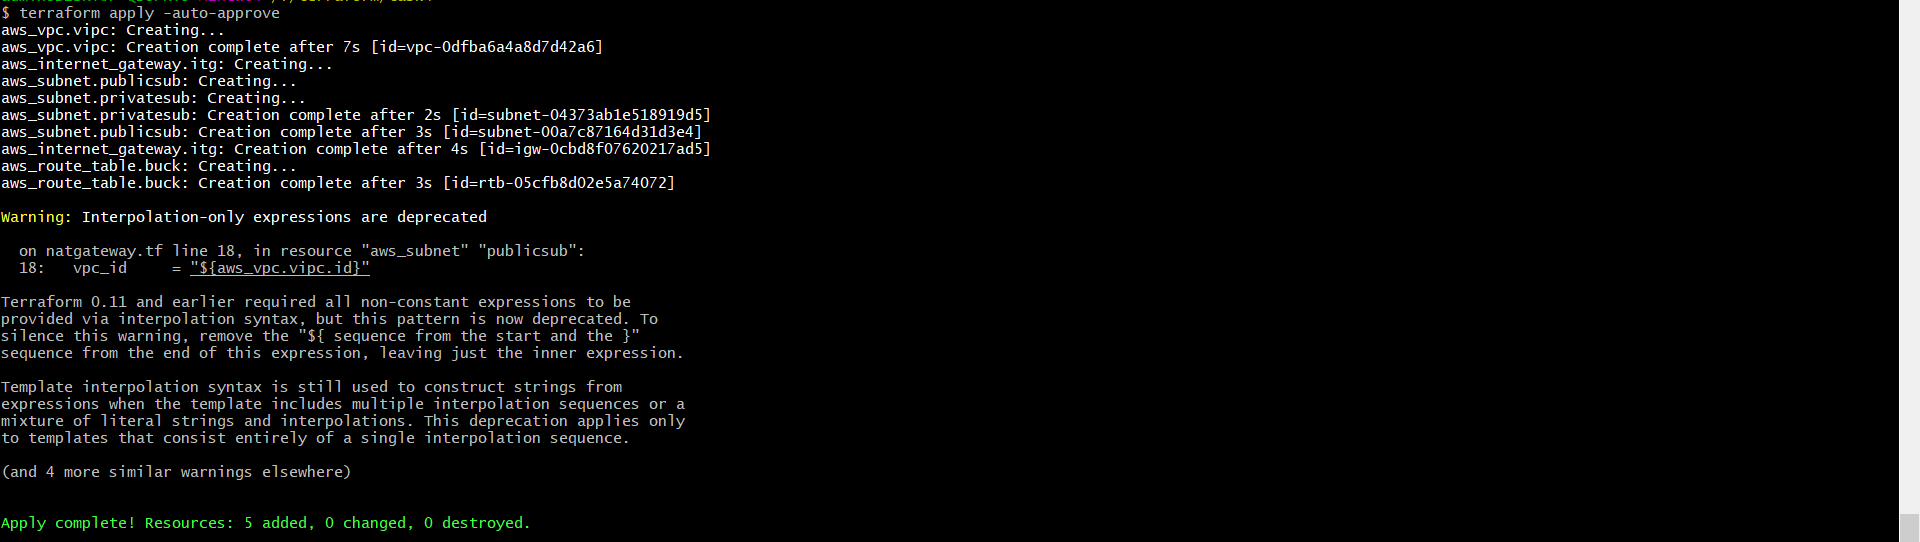 $ terraform apply -auto-approve
aws_vpc.vipc: Creating...
aws_vpc.vipc: Creation complete after 7s [id=vpc-0dfba6a4a8d7d42a6]
aws_internet_gateway.itg: Creating...
aws_subnet.publicsub: Creating...
aws_subnet.privatesub: Creating...
aws_subnet.privatesub: Creation complete after 2s [id=subnet-04373ab1e518919d5]
aws_subnet.publicsub: Creation complete after 3s [id=subnet-00a7c87164d31d3e4]
aws_internet_gateway.itg: Creation complete after 4s [id=igw-0cbd8f07620217ad5]
aws_route_table.buck: Creating...
aws_route_table.buck: Creation complete after 3s [id=rtb-05cfb8d02e5a74072]
Warning: Interpolation-only expressions are deprecated
on natgateway.tf line 18, in resource "aws_subnet" "publicsub":
18:   vpc_id     = "${aws_vpc.vipc.id}"
Terraform 0.11 and earlier required all non-constant expressions to be
provided via interpolation syntax, but this pattern is now deprecated. To
silence this warning, remove the "${ sequence from the start and the }"
sequence from the end of this expression, leaving just the inner expression.
Template interpolation syntax is still used to construct strings from
expressions when the template includes multiple interpolation sequences or a
mixture of literal strings and interpolations. This deprecation applies only
to templates that consist entirely of a single interpolation sequence.
(and 4 more similar warnings elsewhere)
Apply complete! Resources: 5 added, 0 changed, 0 destroyed.